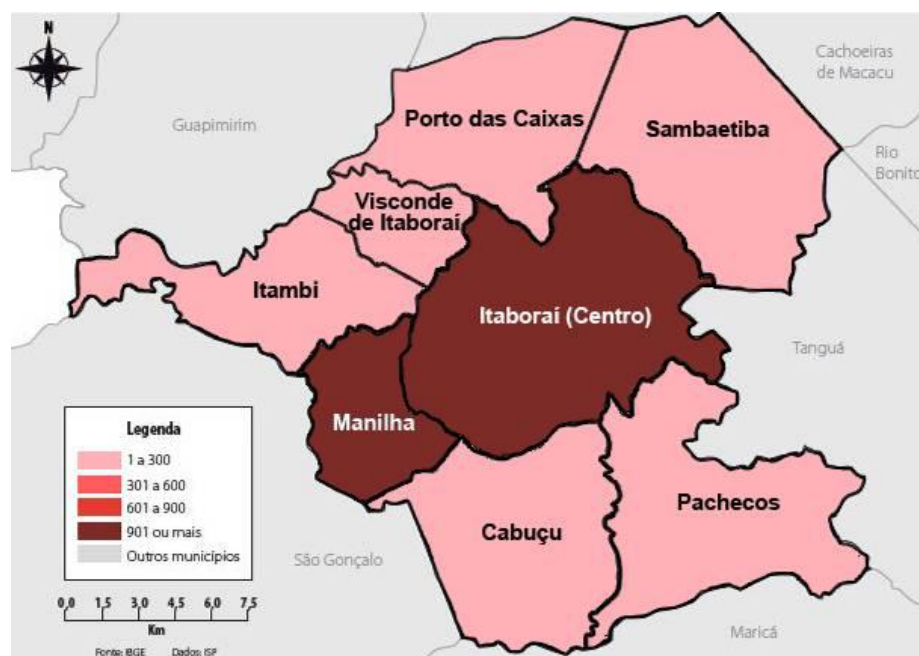 N
Cachoeiras
de Macacu
Guapimirim
Porto das Caixas
Sambaetiba
Rio
Bonito
Visconde
de Itaboraí
Itambi
Itaboraí (Centro)
Tanguá
Manilha
Legenda
1 a 300
301 a 600
601 a 900
901 ou mais
Outros municípios
Pachecos
Cabuçu
São Gonçalo
0,0 1,5 3,0 4,5 6,0 7,5
Km
Maricá
Fonte: IBGE Dados: ISP